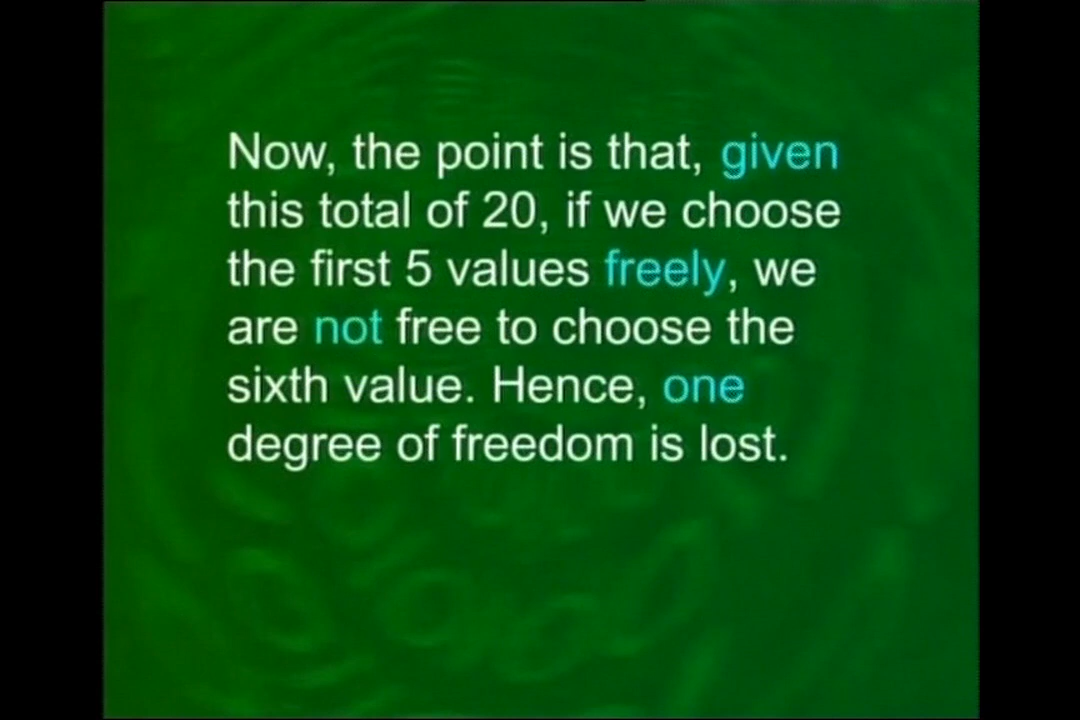 Now, the point is that, given
this total of 20, if we choose
the first 5 values freely, we
are not free to choose the
sixth value. Hence, one
degree of freedom is lost.